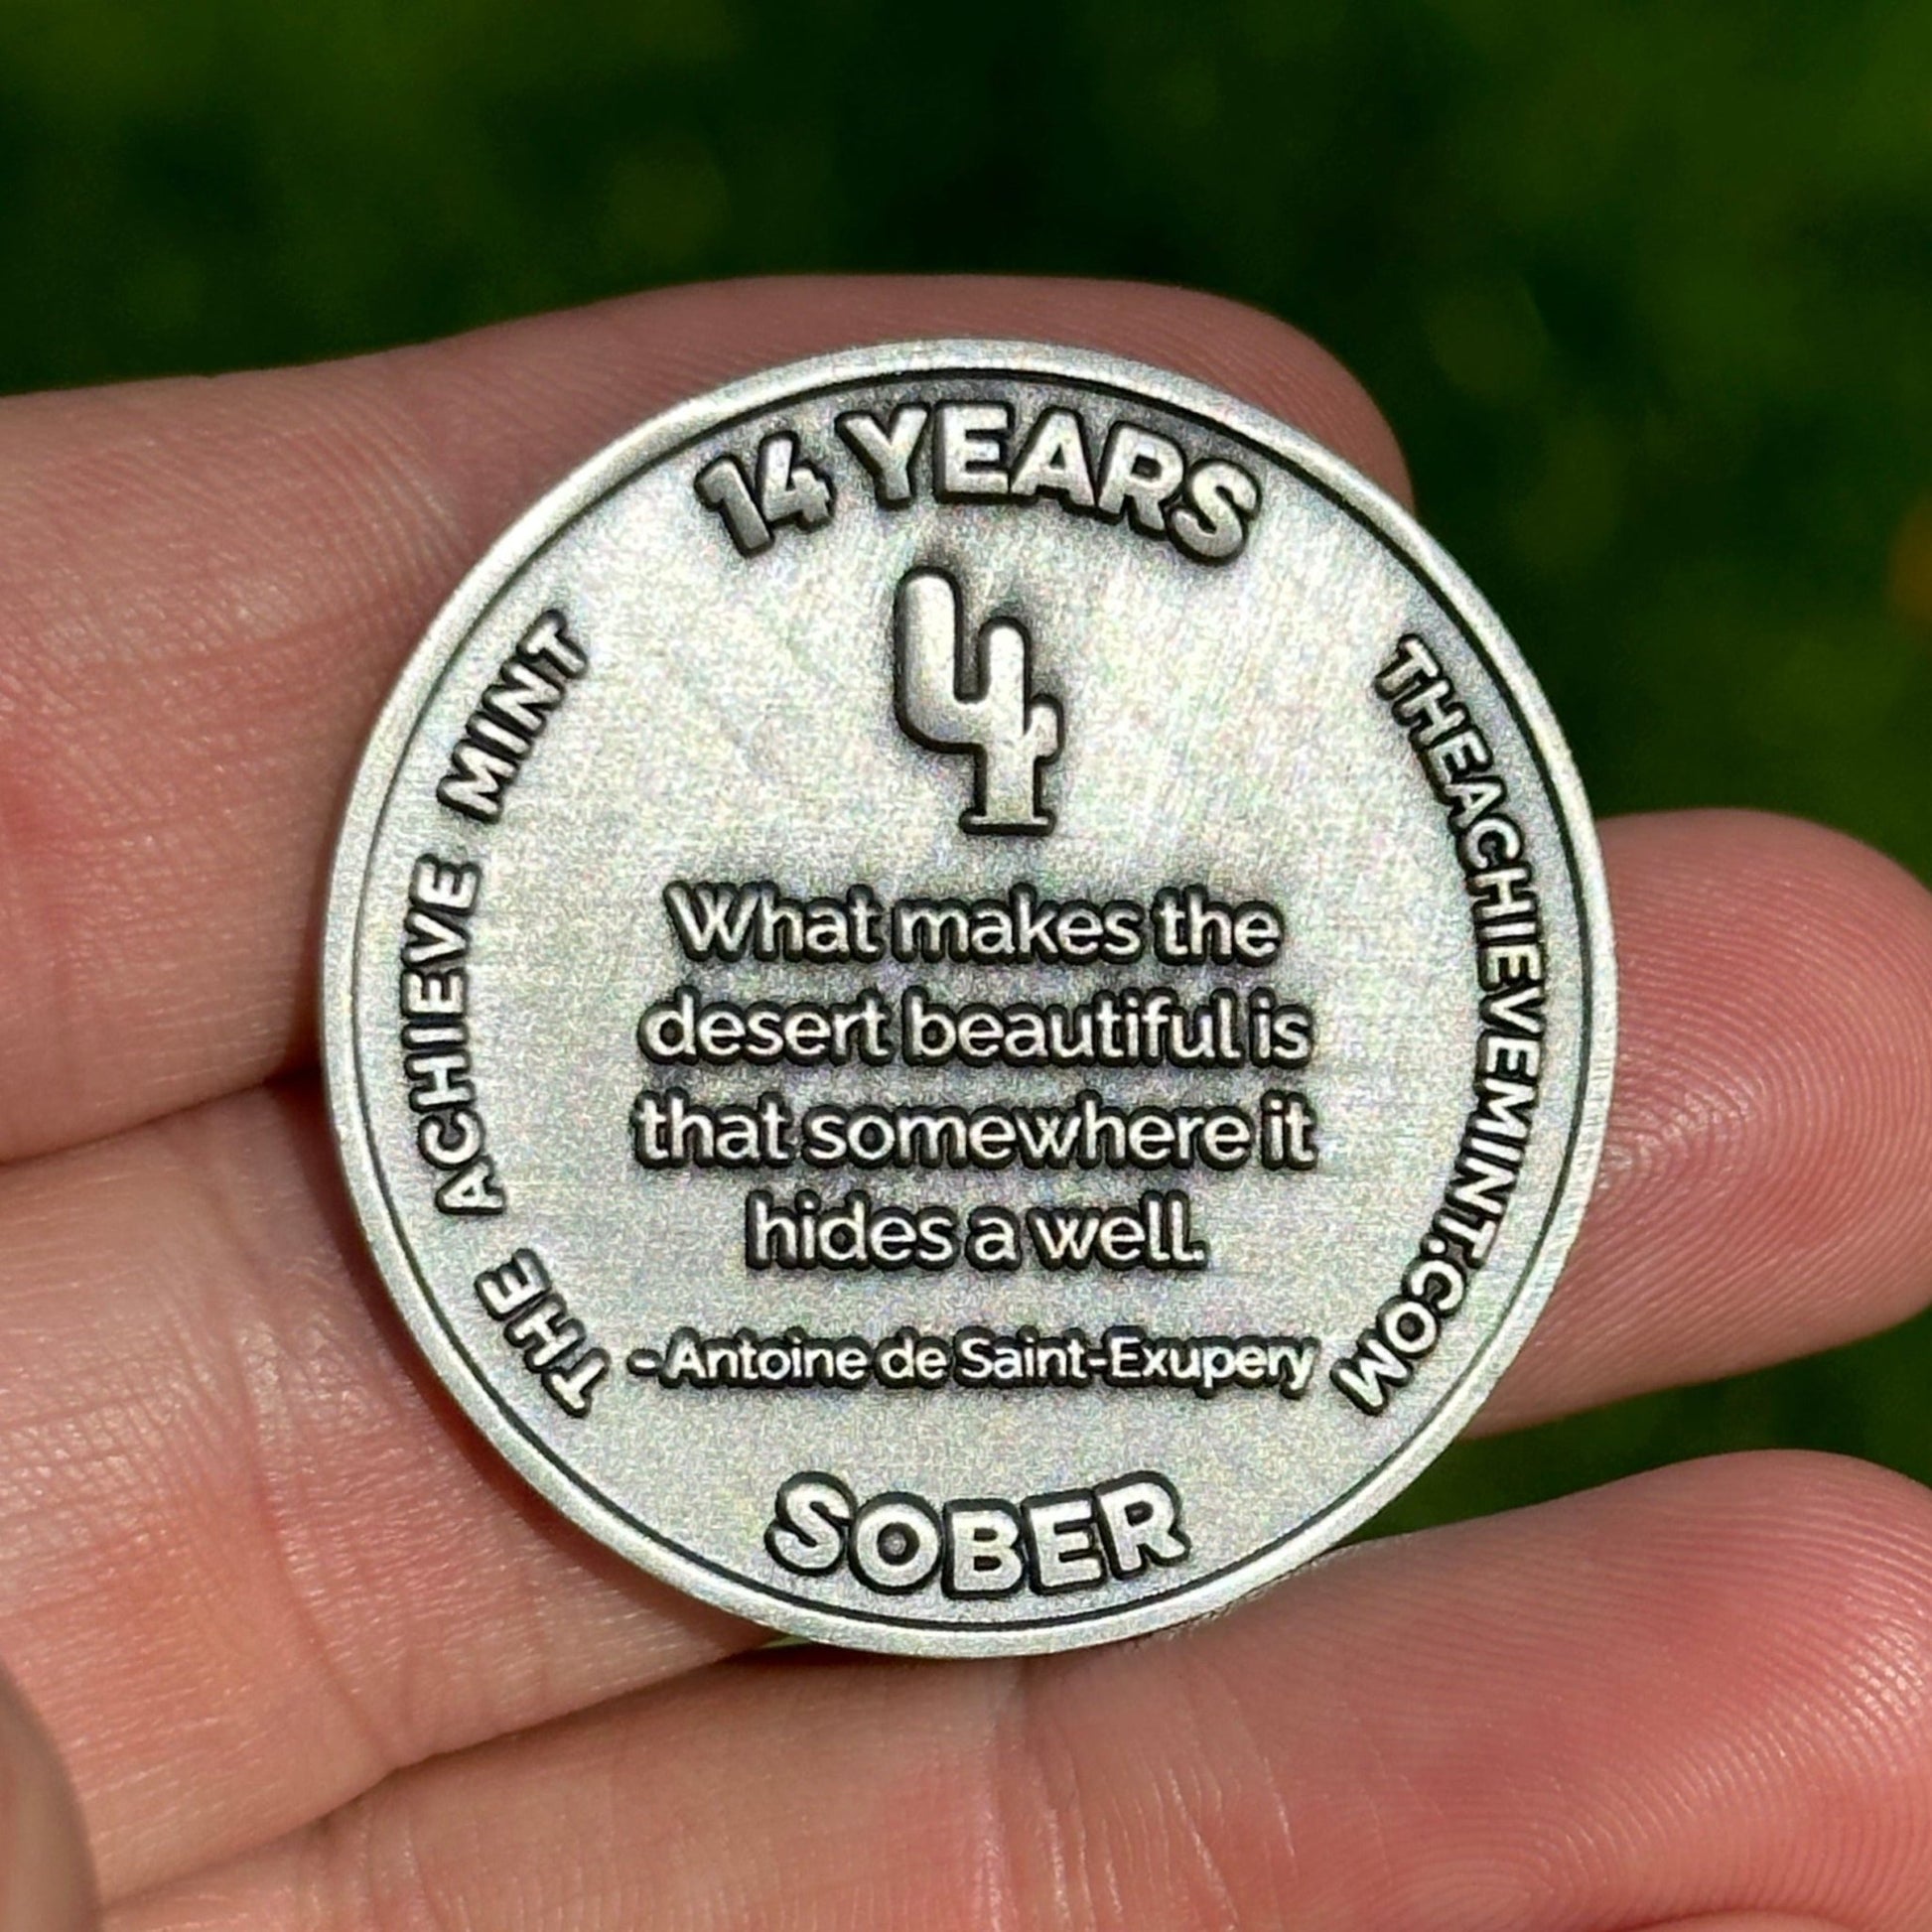 14 YEARS
THE ACHIEVE MINT
THEACHIEVEMINT.COM
What makes the
desert beautiful is
that somewhere it
hides a well.
-Antoine de Saint-Exupery
SOBER